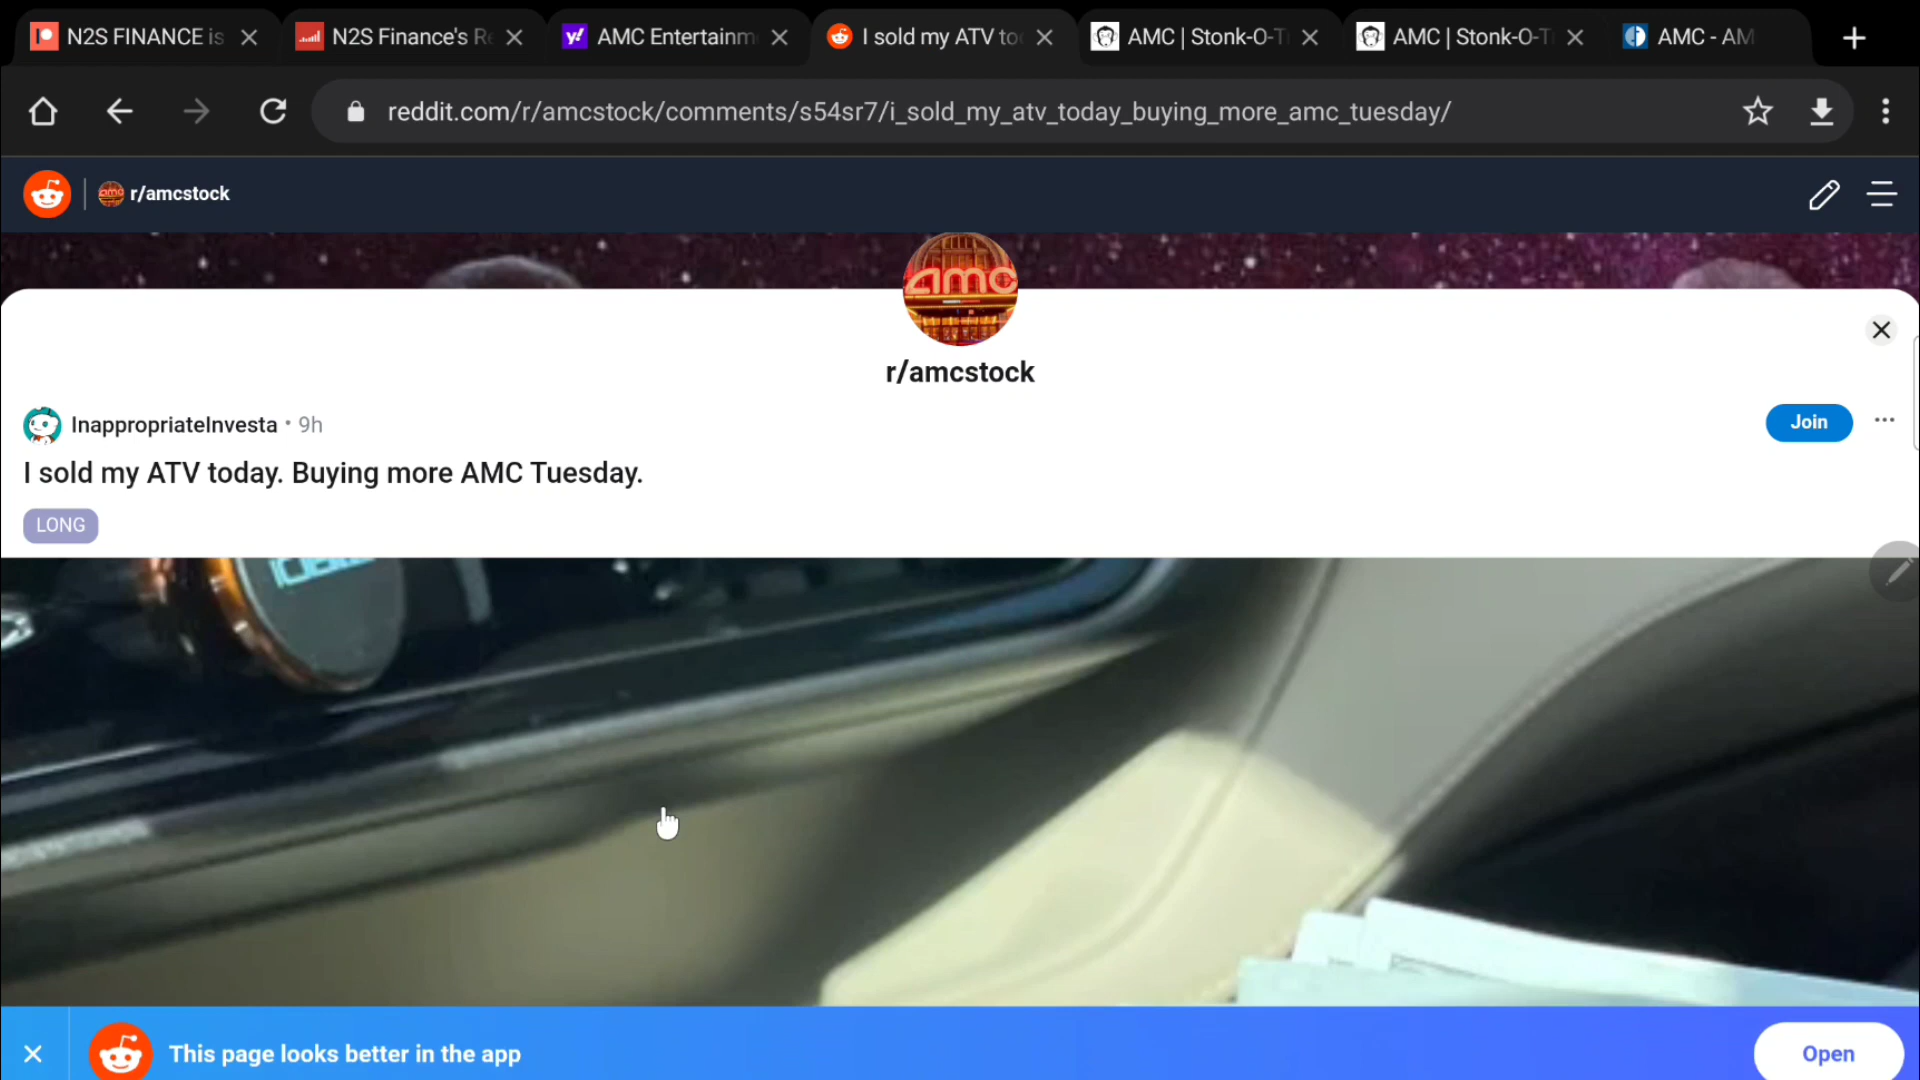 N2S FINANCE is
N2S Finance's Re
AMC Entertainm
I sold my ATV to
AMC | Stonk-O-T
AMC | Stonk-O-T
AMC - AM
reddit.com/r/amcstock/comments/s54sr7/i_sold_my_atv_today_buying_more_amc_tuesday/
r/amcstock
amc
r/amcstock
InappropriateInvesta • 9h
Join
I sold my ATV today. Buying more AMC Tuesday.
LONG
This page looks better in the app
Open